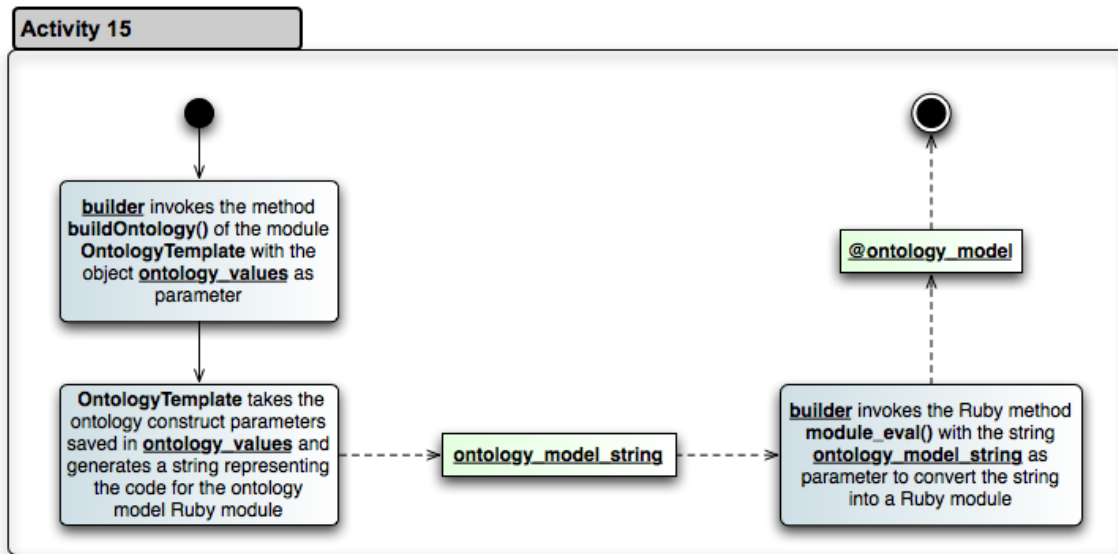 Activity 15
builder invokes the method
buildOntology() of the module
OntologyTemplate with the
object ontology_values as
parameter
OntologyTemplate takes the
ontology construct parameters
saved in ontology_values and
generates a string representing
the code for the ontology
model Ruby module
ontology_model_string
builder invokes the Ruby method
module_eval() with the string
ontology_model_string as
parameter to convert the string
into a Ruby module
@ontology_model